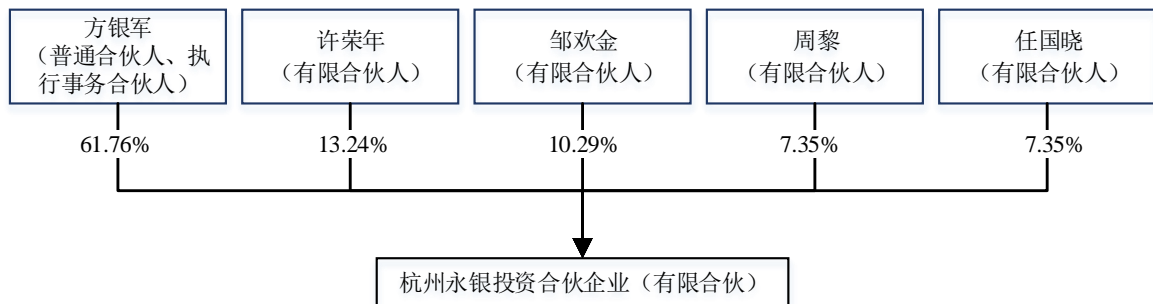 方银军
（普通合伙人、执
行事务合伙人）
许荣年
（有限合伙人）
邹欢金
（有限合伙人）
周黎
（有限合伙人）
任国晓
（有限合伙人）
61.76%
13.24%
10.29%
7.35%
7.35%
杭州永银投资合伙企业（有限合伙）